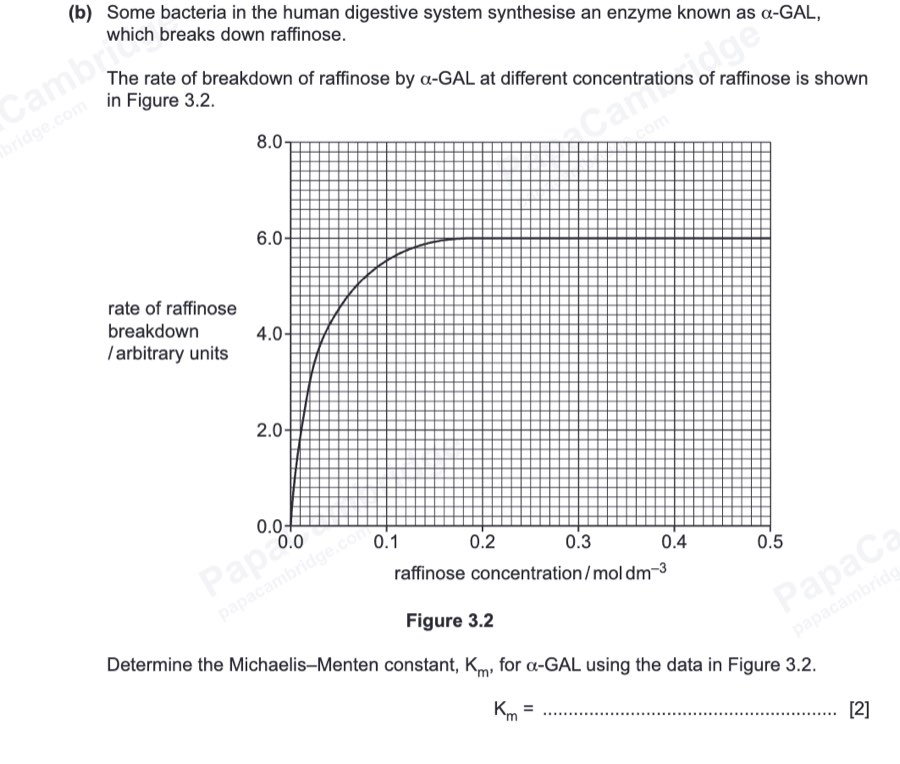 (b) Some bacteria in the human digestive system synthesise an enzyme known as α-GAL,
which breaks down raffinose.
The rate of breakdown of raffinose by α-GAL at different concentrations of raffinose is shown
in Figure 3.2.
8.0
6.0
rate of raffinose
breakdown
/ arbitrary units
4.0
2.0
0.0
0.0 0.1 0.2 0.3 0.4 0.5
raffinose concentration / mol dm⁻³
Figure 3.2
Determine the Michaelis–Menten constant, Kₘ, for α-GAL using the data in Figure 3.2.
Kₘ = ........................................................ [2]
PapaCambridge
papacambridge.com